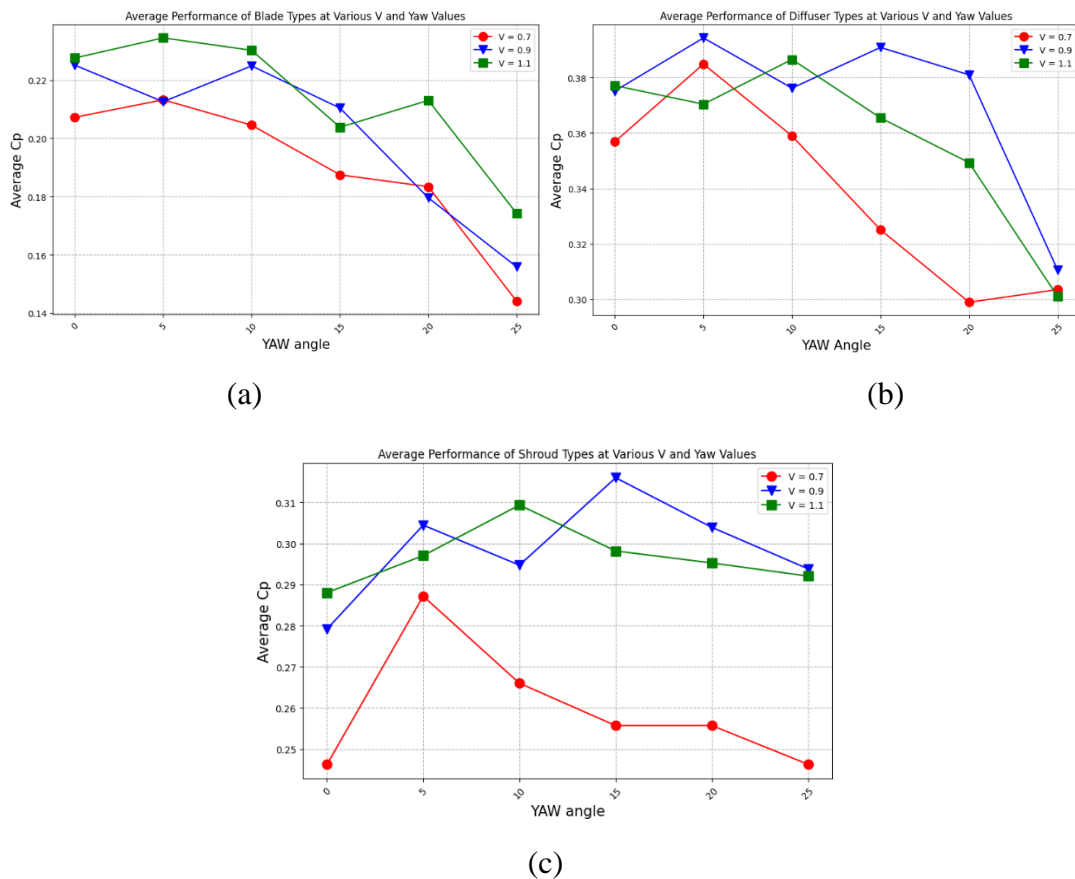 Average Performance of Blade Types at Various V and Yaw Values
V = 0.7
V = 0.9
V = 1.1
Average Cp
0.22
0.20
0.18
0.16
0.14
0
5
10
15
20
25
YAW angle
(a)
Average Performance of Diffuser Types at Various V and Yaw Values
V = 0.7
V = 0.9
V = 1.1
Average Cp
0.38
0.36
0.34
0.32
0.30
0
5
10
15
20
25
YAW Angle
(b)
Average Performance of Shroud Types at Various V and Yaw Values
V = 0.7
V = 0.9
V = 1.1
Average Cp
0.31
0.30
0.29
0.28
0.27
0.26
0.25
0
5
10
15
20
25
YAW angle
(c)